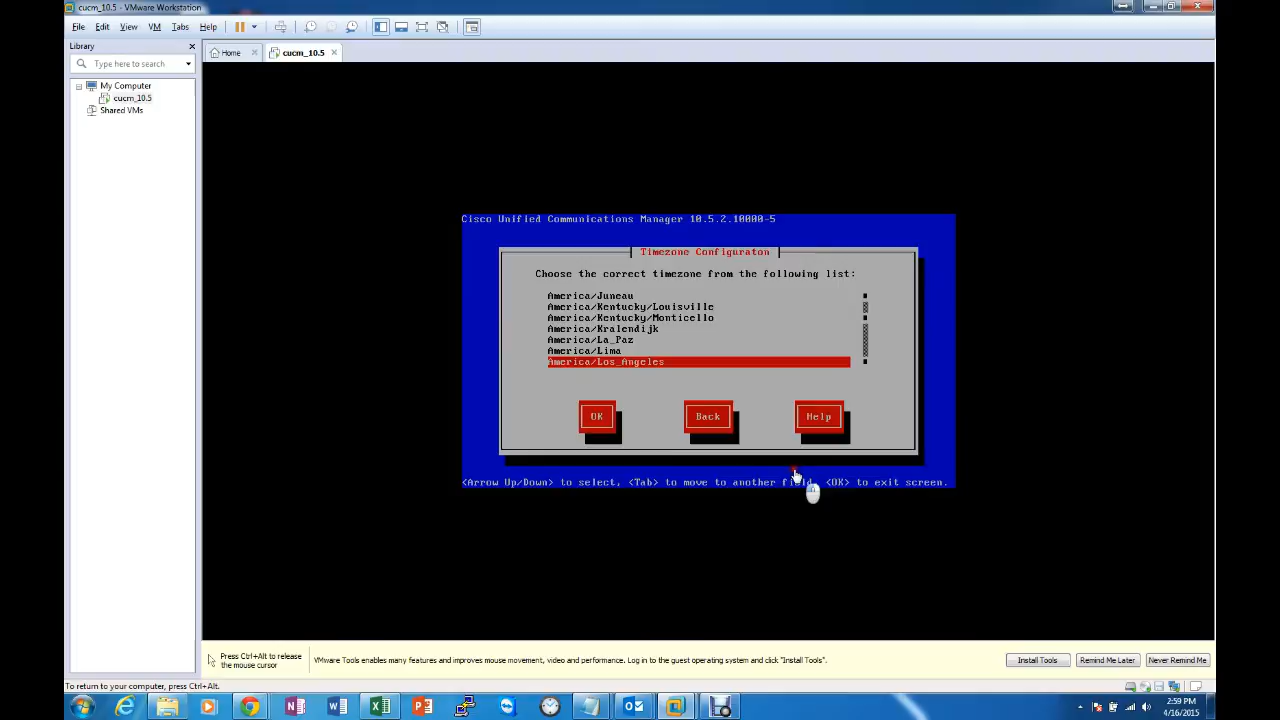 cucm_10.5 - VMware Workstation
File Edit View VM Tabs Help
Library
Home
cucm_10.5
Type here to search
My Computer
cucm_10.5
Shared VMs
Cisco Unified Communications Manager 10.5.2.10000-5
Timezone Configuraton
Choose the correct timezone from the following list:
America/Juneau
America/Kentucky/Louisville
America/Kentucky/Monticello
America/Kralendijk
America/La_Paz
America/Lima
America/Los_Angeles
OK Back Help
<Arrow Up/Down> to select, <Tab> to move to another field, <OK> to exit screen.
Press Ctrl+Alt to release
the mouse cursor
VMware Tools enables many features and improves mouse movement, video and performance. Log in to the guest operating system and click "Install Tools".
Install Tools
Remind Me Later
Never Remind Me
To return to your computer, press Ctrl+Alt.
2:59 PM
4/16/2015